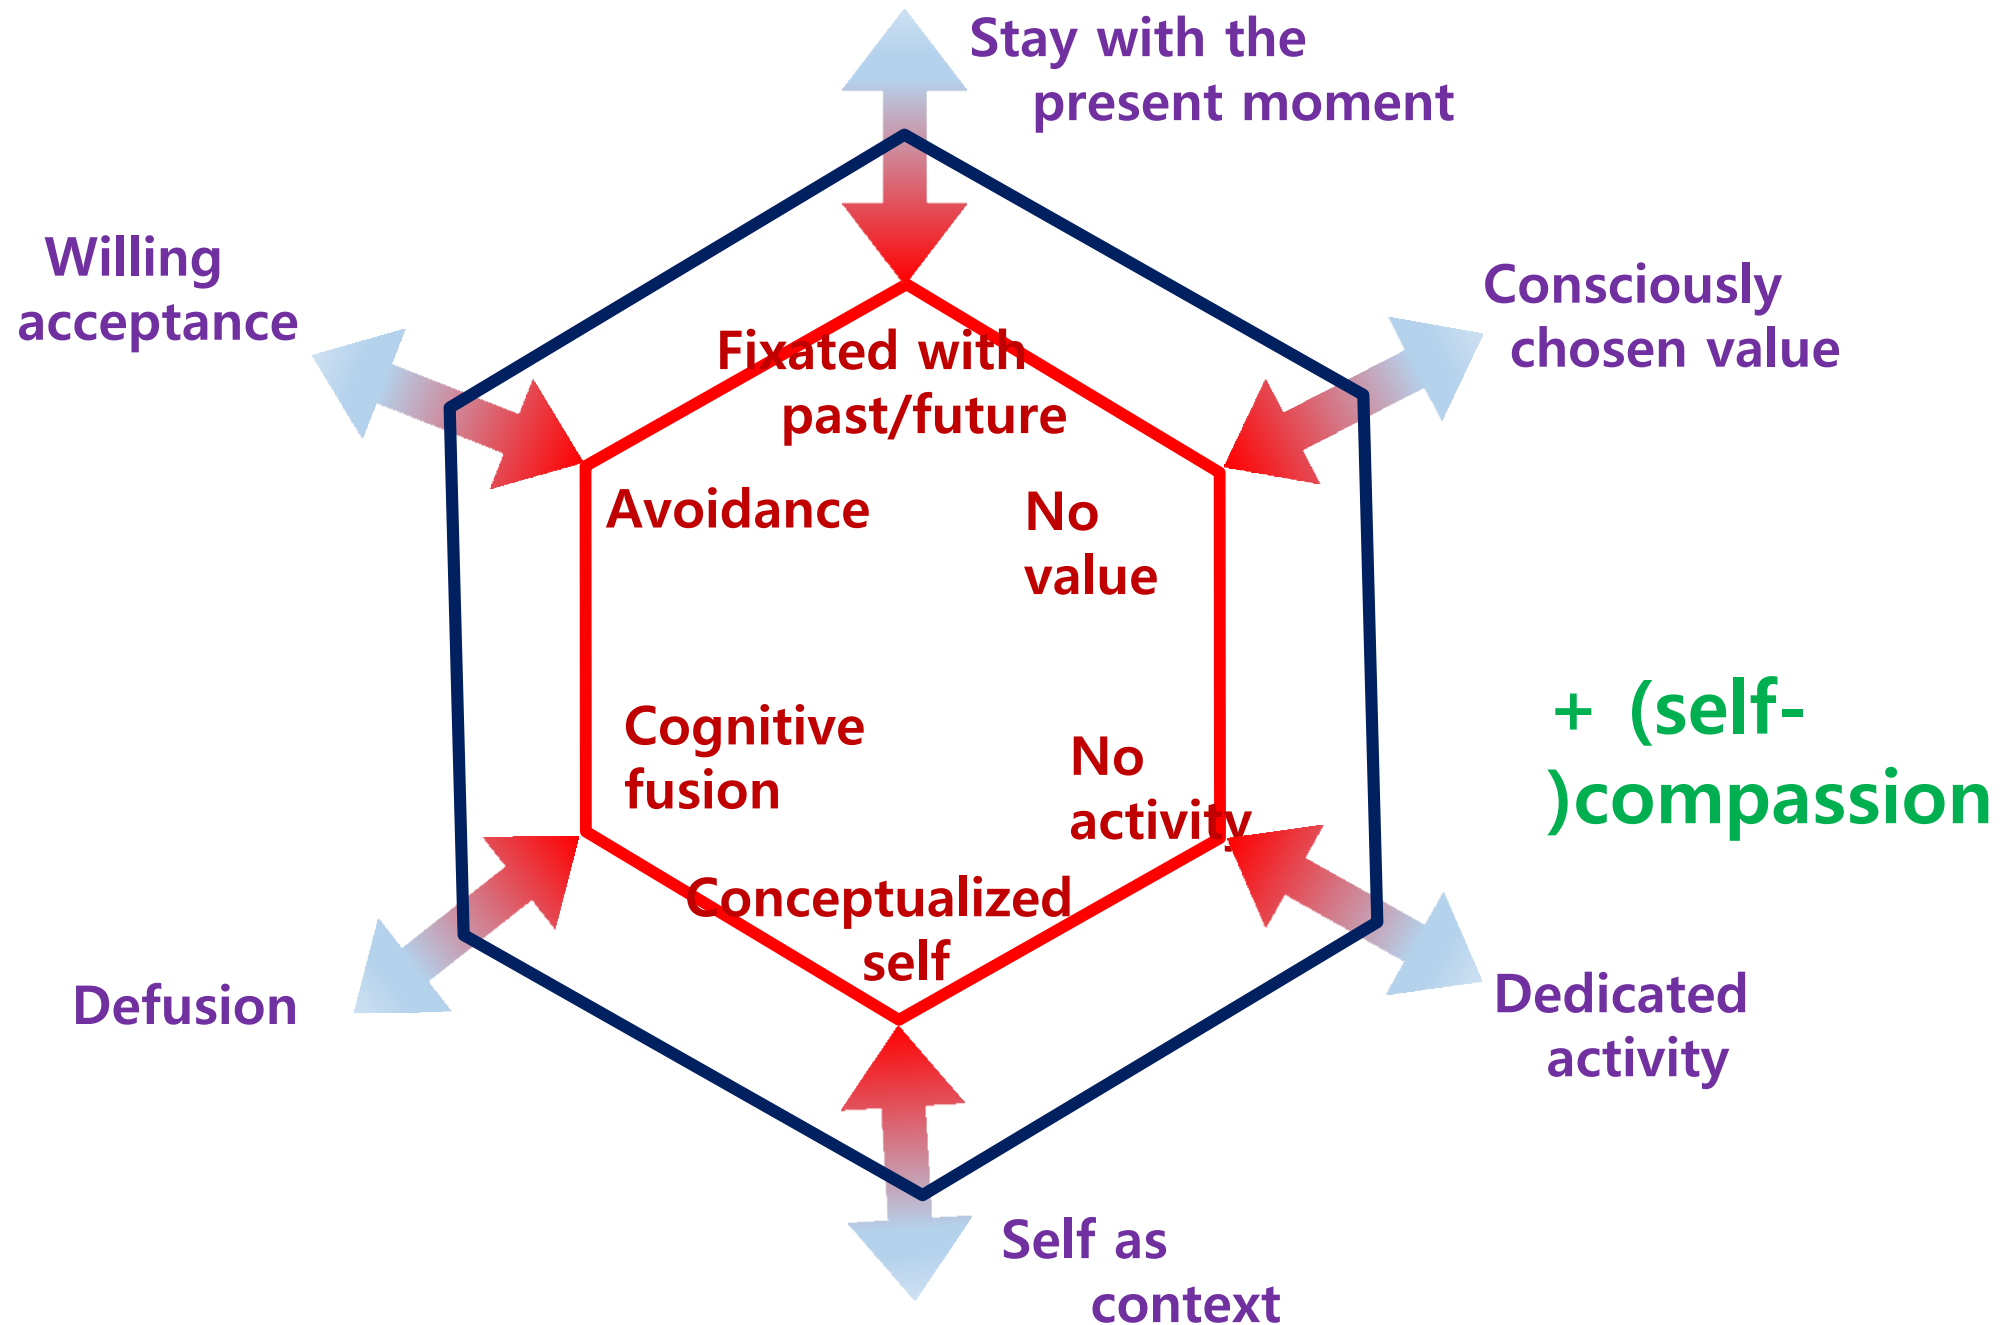 Stay with the
present moment
Willing
acceptance
Consciously
chosen value
Fixated with
past/future
Avoidance
No
value
+ (self-
)compassion
Cognitive
fusion
No
activity
Conceptualized
self
Defusion
Dedicated
activity
Self as
context